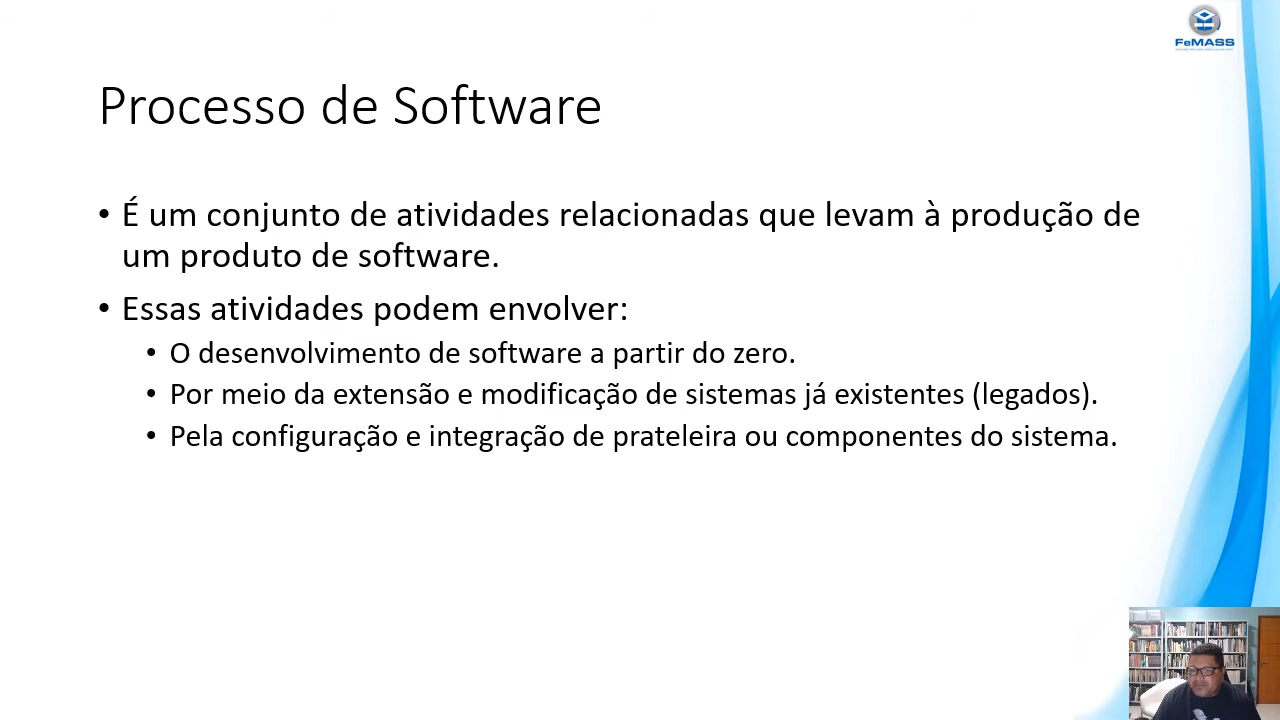 FeMASS
Processo de Software
• É um conjunto de atividades relacionadas que levam à produção de
um produto de software.
• Essas atividades podem envolver:
• O desenvolvimento de software a partir do zero.
• Por meio da extensão e modificação de sistemas já existentes (legados).
• Pela configuração e integração de prateleira ou componentes do sistema.